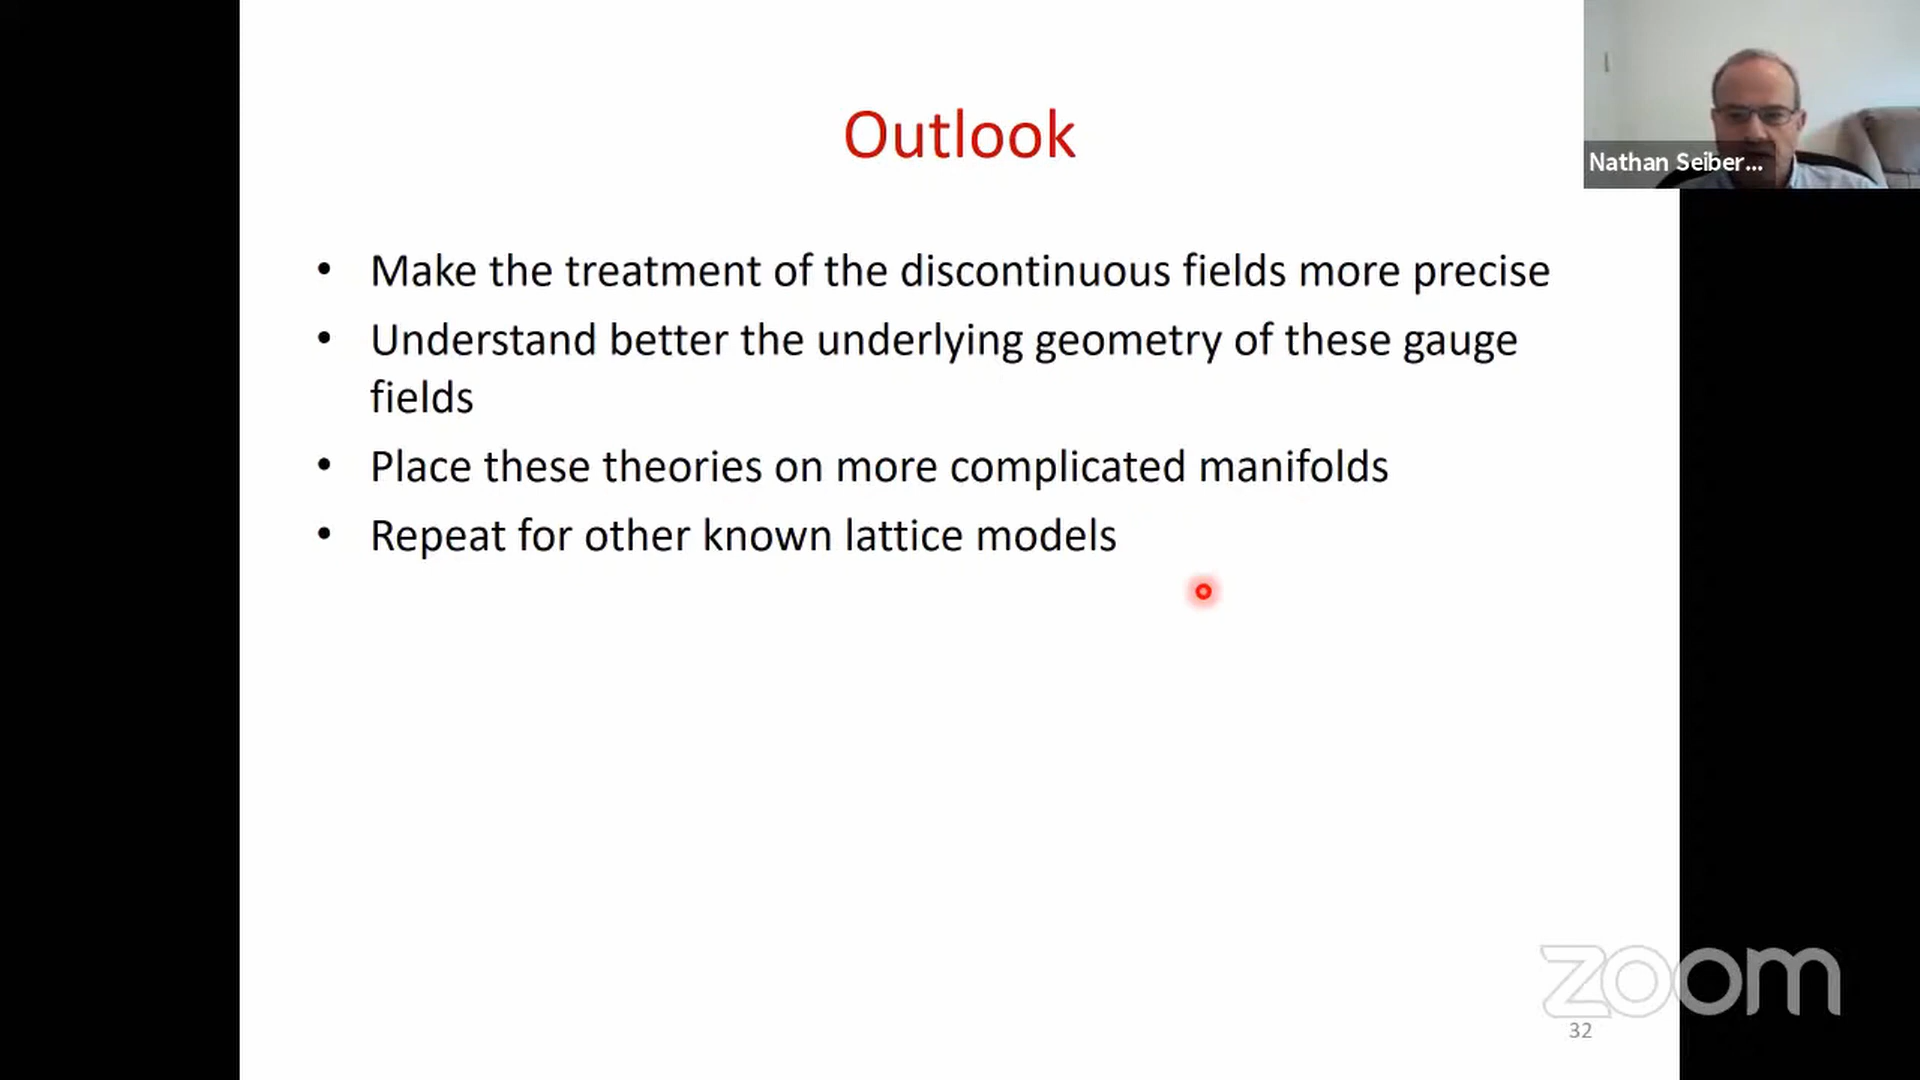 Outlook
Nathan Seiber...
• Make the treatment of the discontinuous fields more precise
• Understand better the underlying geometry of these gauge
fields
• Place these theories on more complicated manifolds
• Repeat for other known lattice models
zoom
32